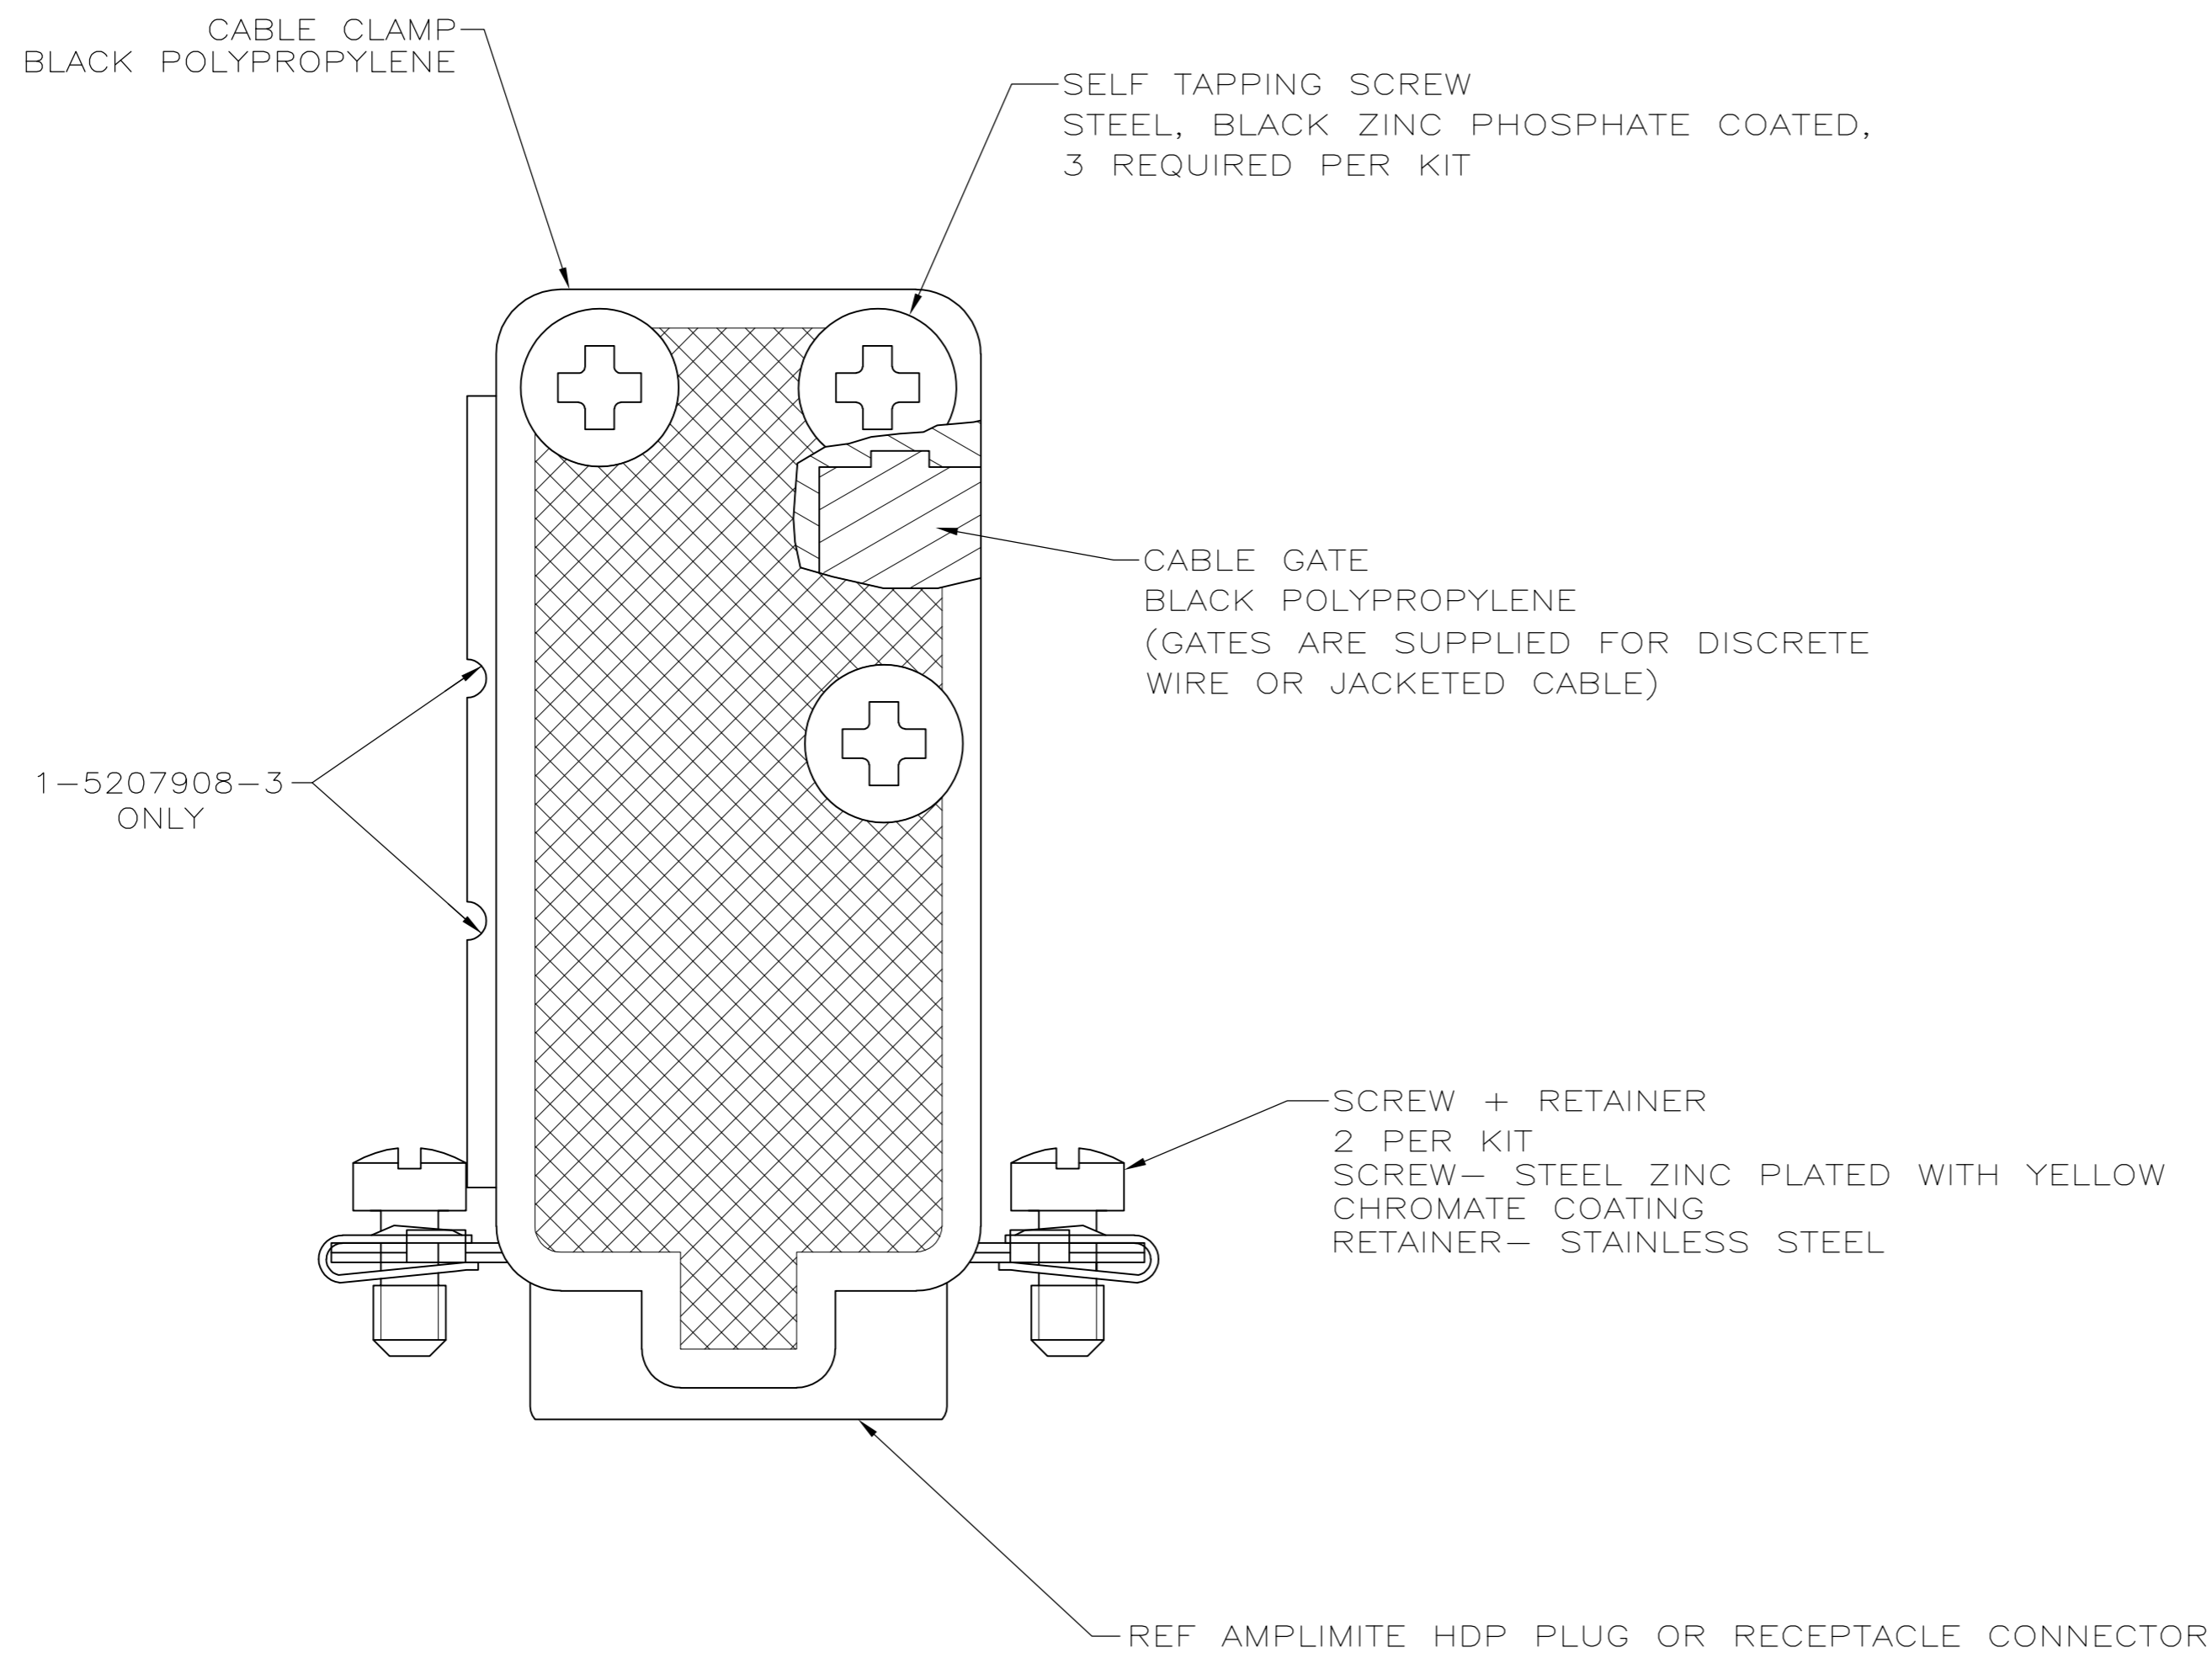 CABLE CLAMP
BLACK POLYPROPYLENE
SELF TAPPING SCREW
STEEL, BLACK ZINC PHOSPHATE COATED,
3 REQUIRED PER KIT
CABLE GATE
BLACK POLYPROPYLENE
(GATES ARE SUPPLIED FOR DISCRETE
WIRE OR JACKETED CABLE)
1-5207908-3
ONLY
SCREW + RETAINER
2 PER KIT
SCREW- STEEL ZINC PLATED WITH YELLOW
CHROMATE COATING
RETAINER- STAINLESS STEEL
REF AMPLIMITE HDP PLUG OR RECEPTACLE CONNECTOR